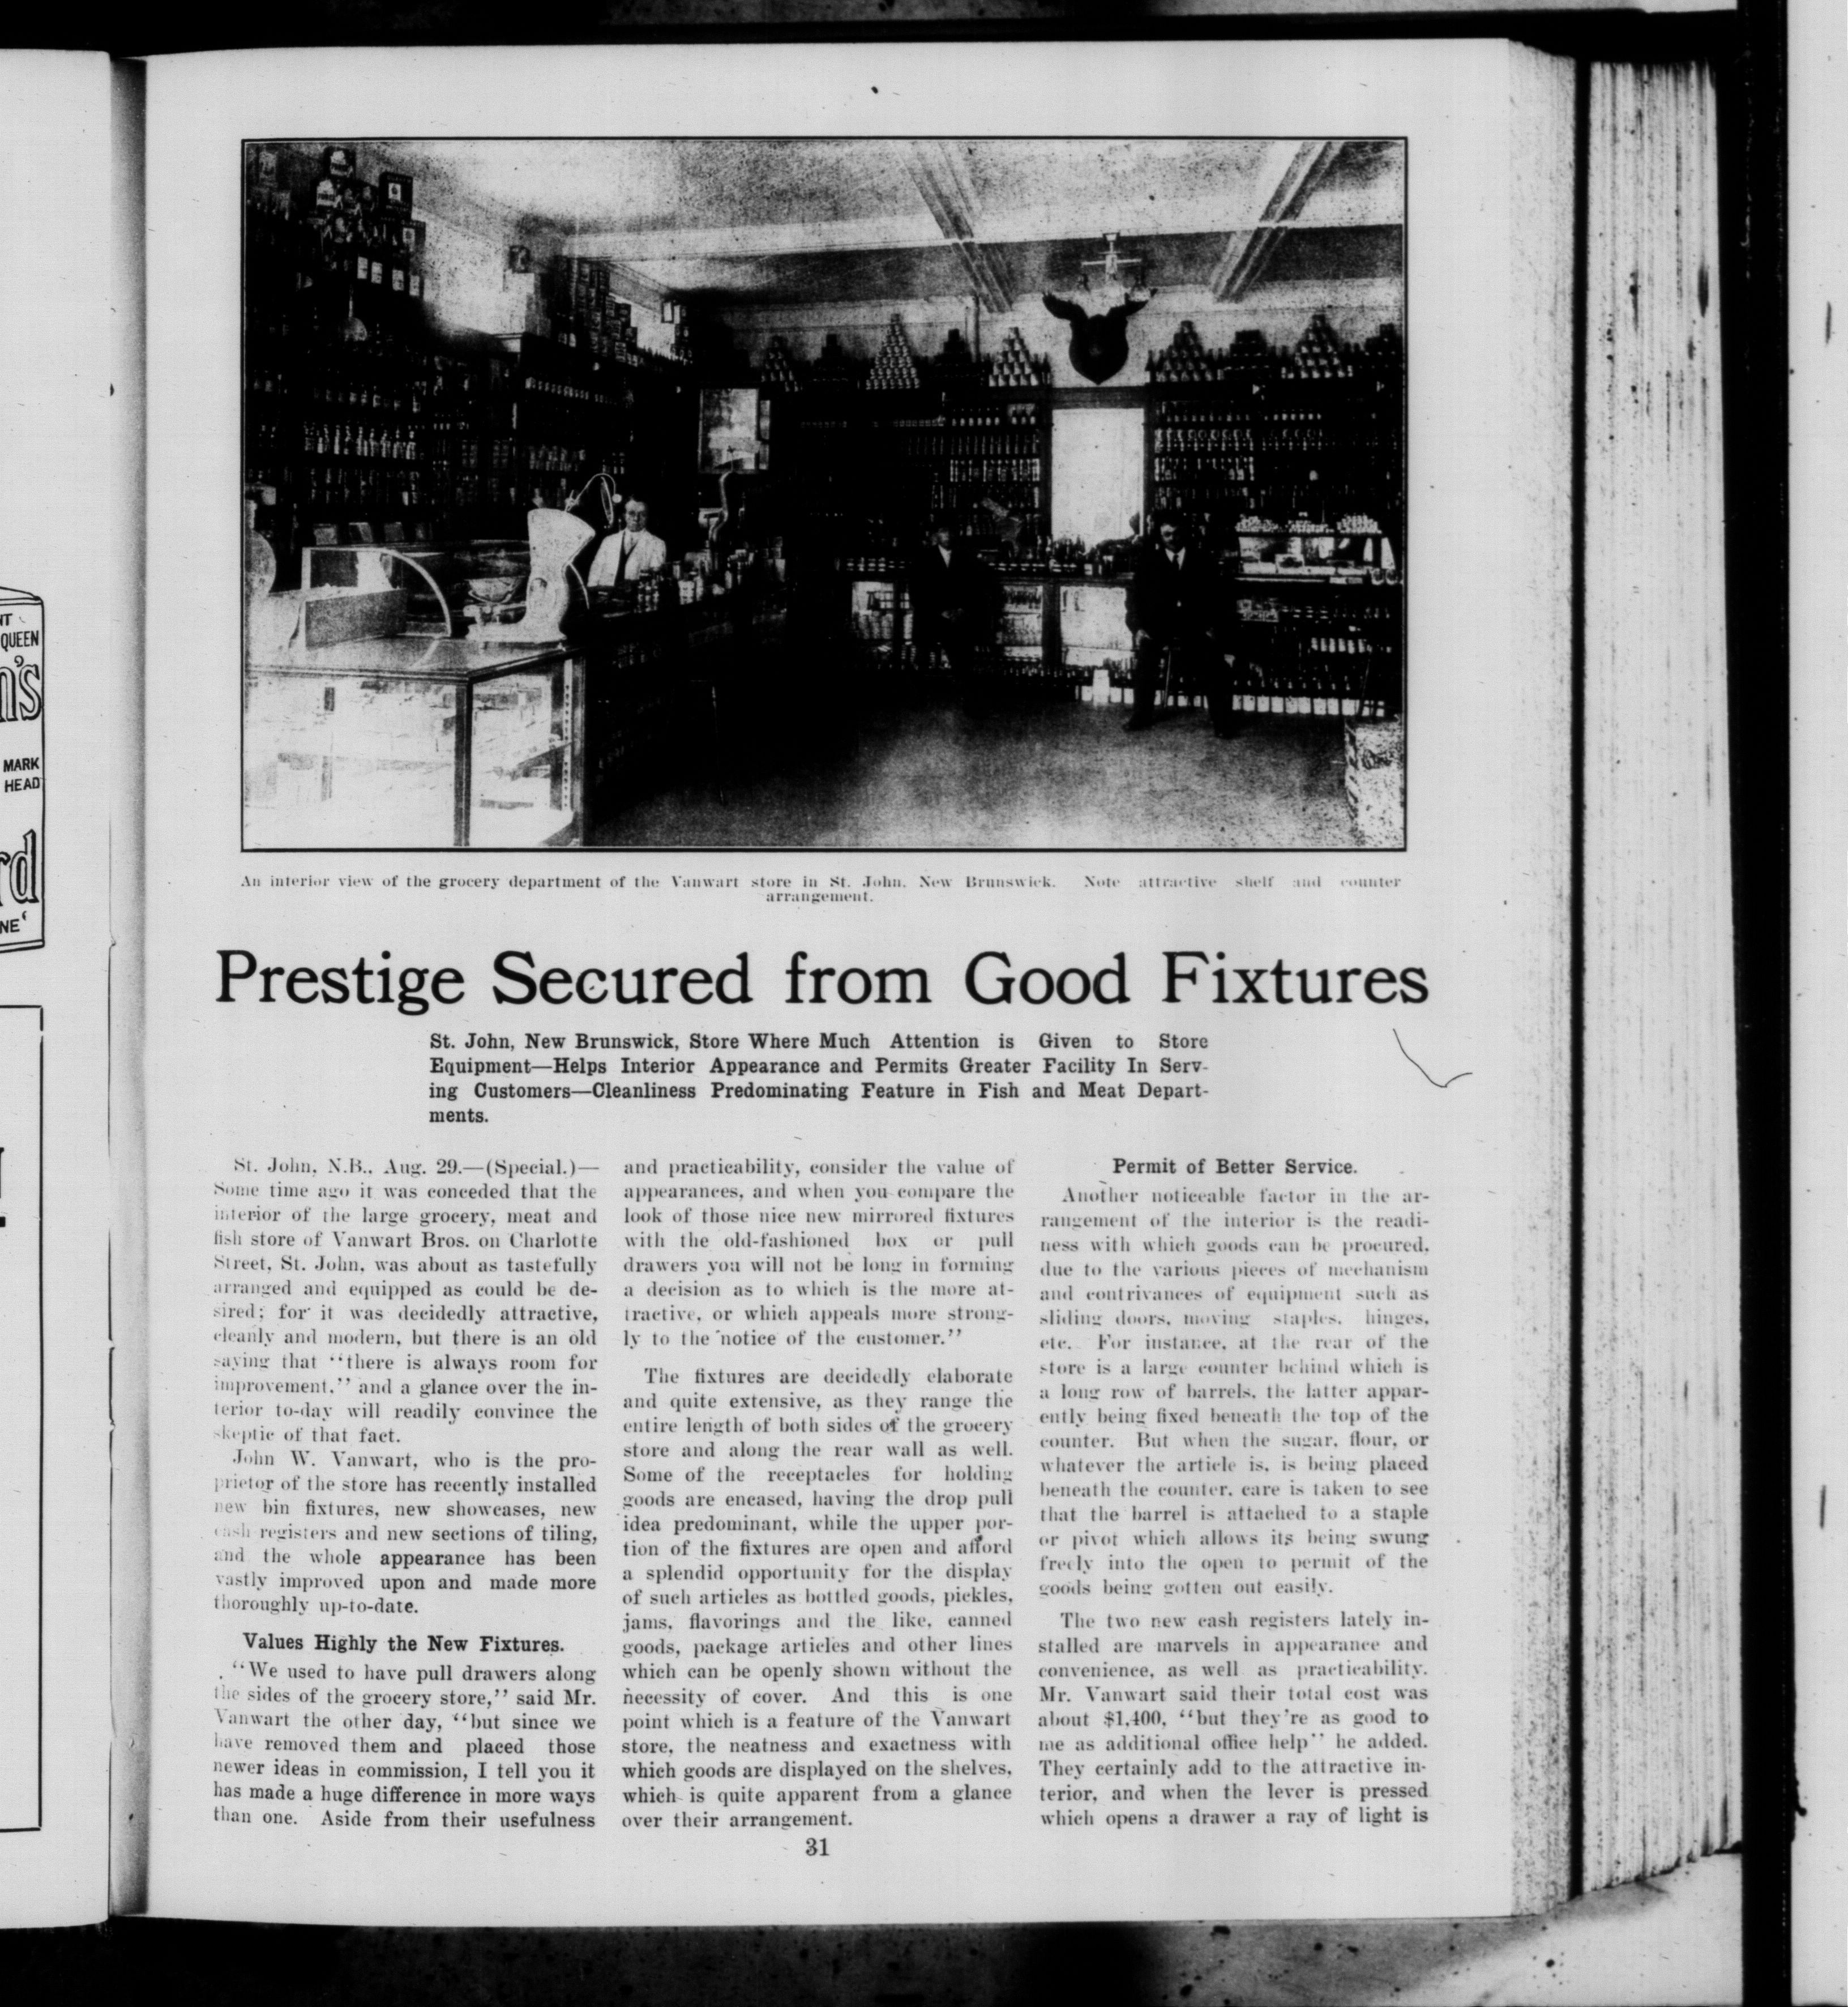 NT
QUEEN
n's
MARK
HEAD
rd
NE'
An interior view of the grocery department of the Vanwart store in St. John, New Brunswick. Note attractive shelf and counter
arrangement.
Prestige Secured from Good Fixtures
St. John, New Brunswick, Store Where Much Attention is Given to Store
Equipment—Helps Interior Appearance and Permits Greater Facility In Serv-
ing Customers—Cleanliness Predominating Feature in Fish and Meat Depart-
ments.
St. John, N.B., Aug. 29.—(Special.)—
Some time ago it was conceded that the
interior of the large grocery, meat and
fish store of Vanwart Bros. on Charlotte
Street, St. John, was about as tastefully
arranged and equipped as could be de-
sired; for it was decidedly attractive,
cleanly and modern, but there is an old
saying that "there is always room for
improvement," and a glance over the in-
terior to-day will readily convince the
skeptic of that fact.
John W. Vanwart, who is the pro-
prietor of the store has recently installed
new bin fixtures, new showcases, new
cash registers and new sections of tiling,
and the whole appearance has been
vastly improved upon and made more
thoroughly up-to-date.
Values Highly the New Fixtures.
"We used to have pull drawers along
the sides of the grocery store," said Mr.
Vanwart the other day, "but since we
have removed them and placed those
newer ideas in commission, I tell you it
has made a huge difference in more ways
than one. Aside from their usefulness
and practicability, consider the value of
appearances, and when you compare the
look of those nice new mirrored fixtures
with the old-fashioned box or pull
drawers you will not be long in forming
a decision as to which is the more at-
tractive, or which appeals more strong-
ly to the notice of the customer."
The fixtures are decidedly elaborate
and quite extensive, as they range the
entire length of both sides of the grocery
store and along the rear wall as well.
Some of the receptacles for holding
goods are encased, having the drop pull
idea predominant, while the upper por-
tion of the fixtures are open and afford
a splendid opportunity for the display
of such articles as bottled goods, pickles,
jams, flavorings and the like, canned
goods, package articles and other lines
which can be openly shown without the
necessity of cover. And this is one
point which is a feature of the Vanwart
store, the neatness and exactness with
which goods are displayed on the shelves,
which is quite apparent from a glance
over their arrangement.
Permit of Better Service.
Another noticeable factor in the ar-
rangement of the interior is the readi-
ness with which goods can be procured,
due to the various pieces of mechanism
and contrivances of equipment such as
sliding doors, moving staples, hinges,
etc. For instance, at the rear of the
store is a large counter behind which is
a long row of barrels, the latter appar-
ently being fixed beneath the top of the
counter. But when the sugar, flour, or
whatever the article is, is being placed
beneath the counter, care is taken to see
that the barrel is attached to a staple
or pivot which allows its being swung
freely into the open to permit of the
goods being gotten out easily.
The two new cash registers lately in-
stalled are marvels in appearance and
convenience, as well as practicability.
Mr. Vanwart said their total cost was
about $1,400, "but they're as good to
me as additional office help" he added.
They certainly add to the attractive in-
terior, and when the lever is pressed
which opens a drawer a ray of light is
31